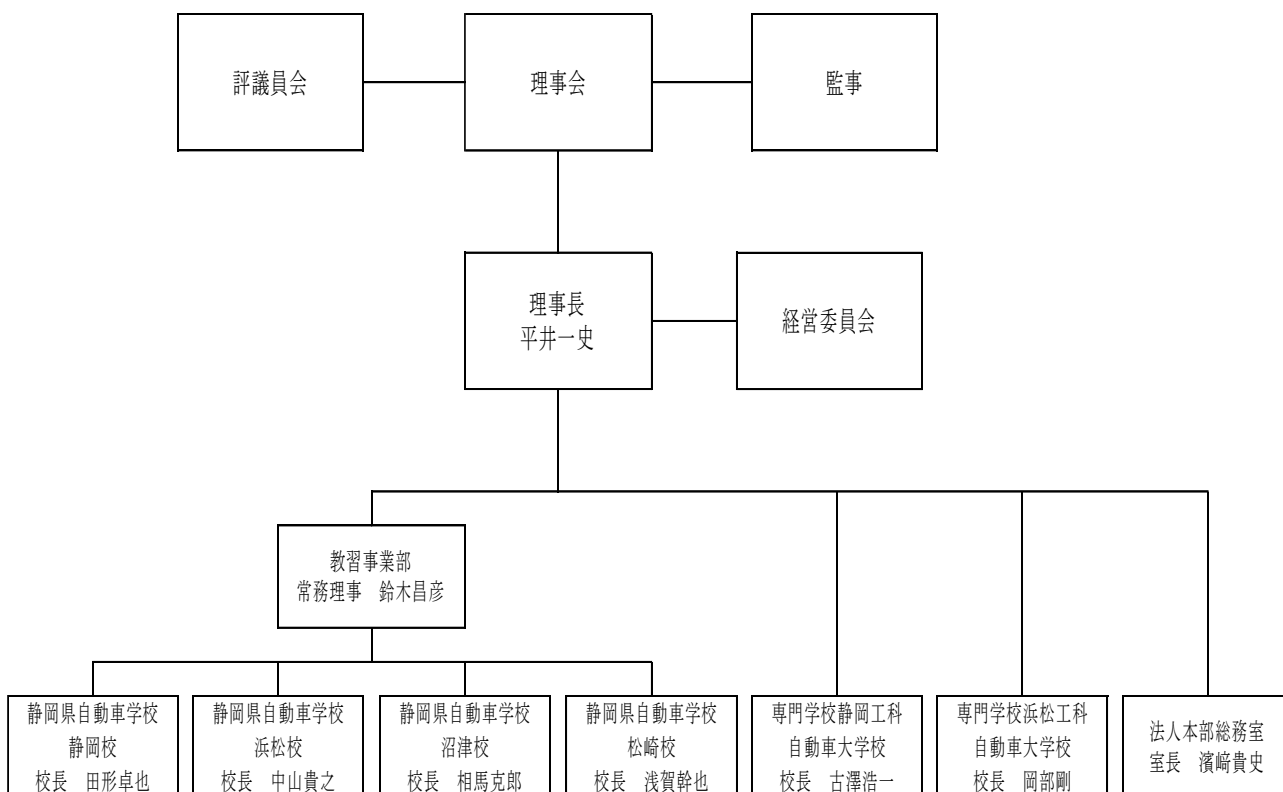 評議員会
理事会
監事
理事長
平井一史
経営委員会
教習事業部
常務理事　鈴木昌彦
静岡県自動車学校
静岡校
校長　田形卓也
静岡県自動車学校
浜松校
校長　中山貴之
静岡県自動車学校
沼津校
校長　相馬克郎
静岡県自動車学校
松崎校
校長　浅賀幹也
専門学校静岡工科
自動車大学校
校長　古澤浩一
専門学校浜松工科
自動車大学校
校長　岡部剛
法人本部総務室
室長　濱﨑貴史